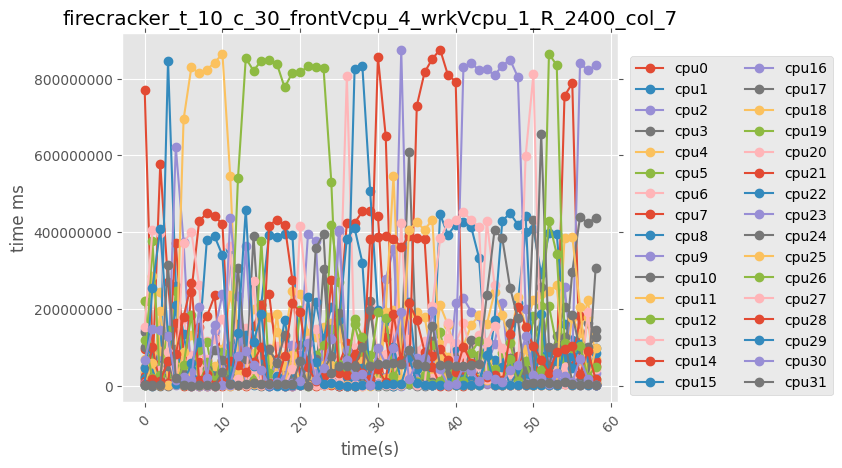 firecracker_t_10_c_30_frontVcpu_4_wrkVcpu_1_R_2400_col_7
time ms
800000000
600000000
400000000
200000000
0
0
10
20
30
40
50
60
time(s)
cpu0
cpu1
cpu2
cpu3
cpu4
cpu5
cpu6
cpu7
cpu8
cpu9
cpu10
cpu11
cpu12
cpu13
cpu14
cpu15
cpu16
cpu17
cpu18
cpu19
cpu20
cpu21
cpu22
cpu23
cpu24
cpu25
cpu26
cpu27
cpu28
cpu29
cpu30
cpu31